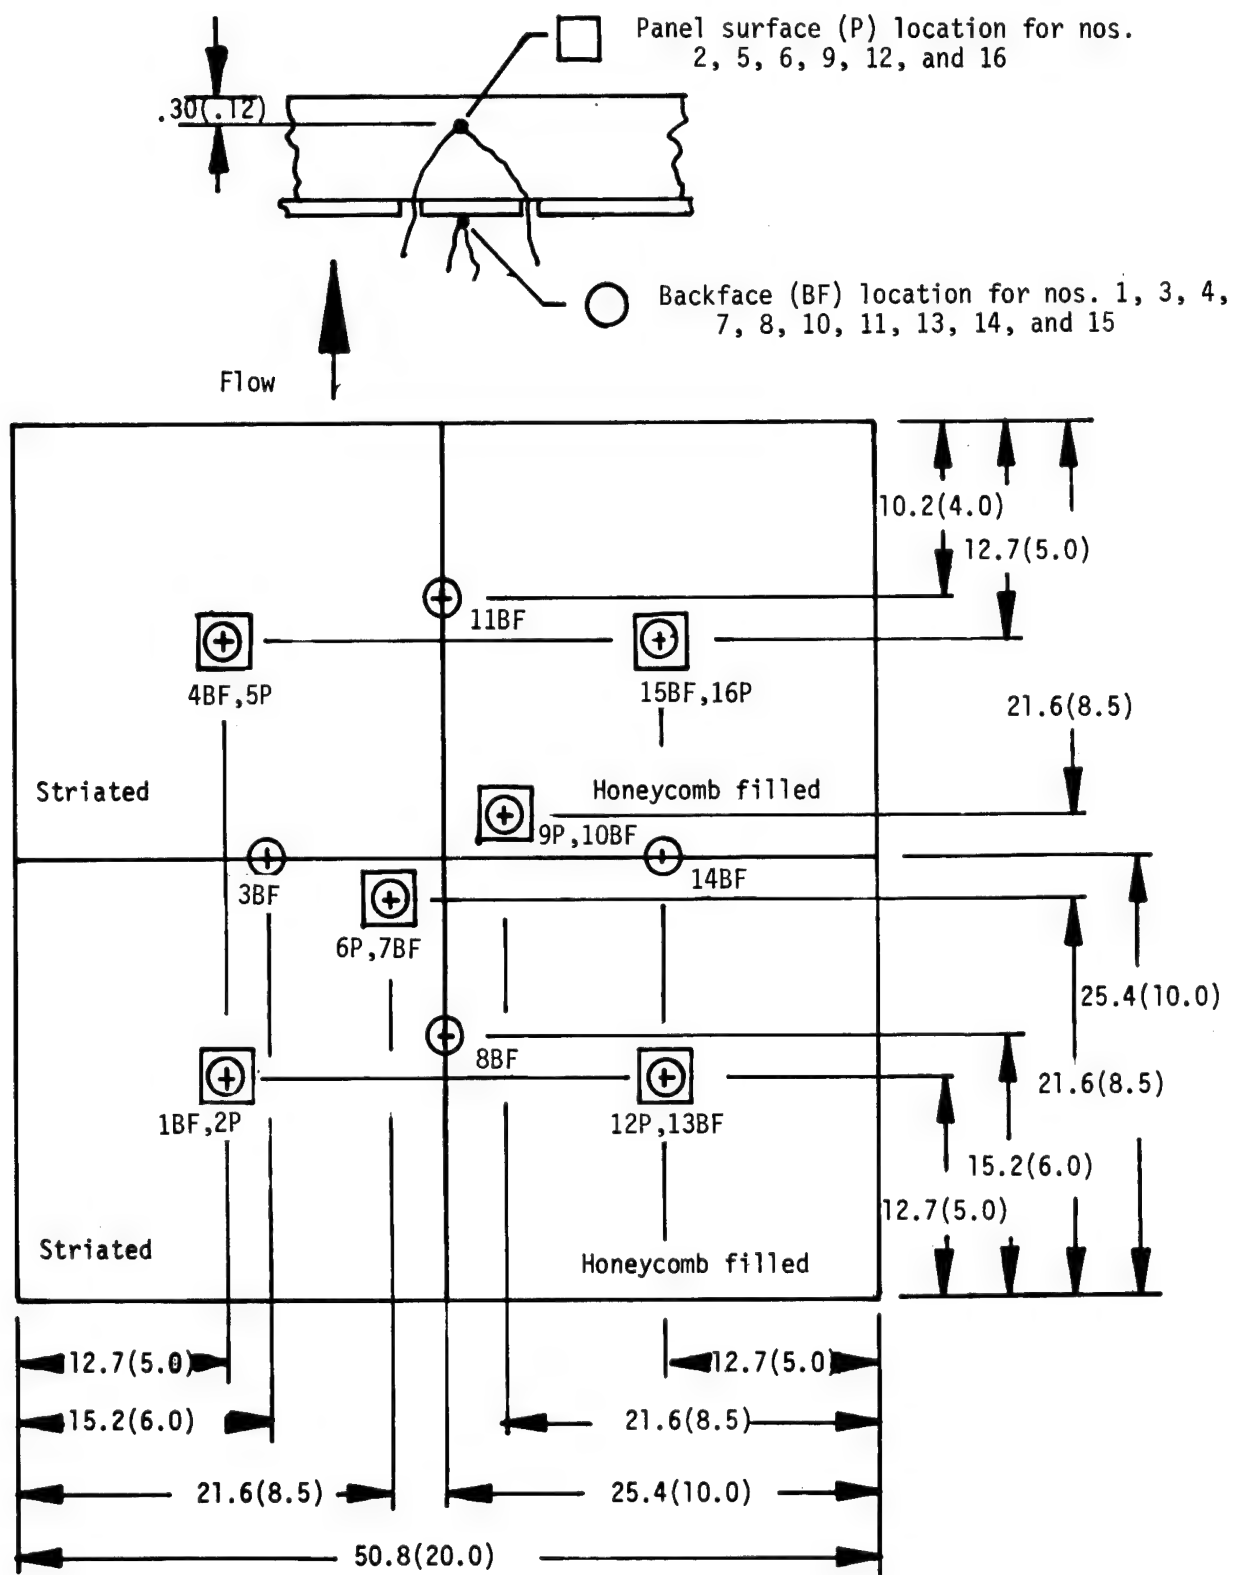 Panel surface (P) location for nos.
2, 5, 6, 9, 12, and 16
.30(.12)
Backface (BF) location for nos. 1, 3, 4,
7, 8, 10, 11, 13, 14, and 15
Flow
10.2(4.0)
12.7(5.0)
11BF
4BF,5P
15BF,16P
21.6(8.5)
Striated
Honeycomb filled
9P,10BF
3BF
14BF
6P,7BF
25.4(10.0)
8BF
21.6(8.5)
1BF,2P
12P,13BF
15.2(6.0)
12.7(5.0)
Striated
Honeycomb filled
12.7(5.0)
12.7(5.0)
15.2(6.0)
21.6(8.5)
21.6(8.5)
25.4(10.0)
50.8(20.0)